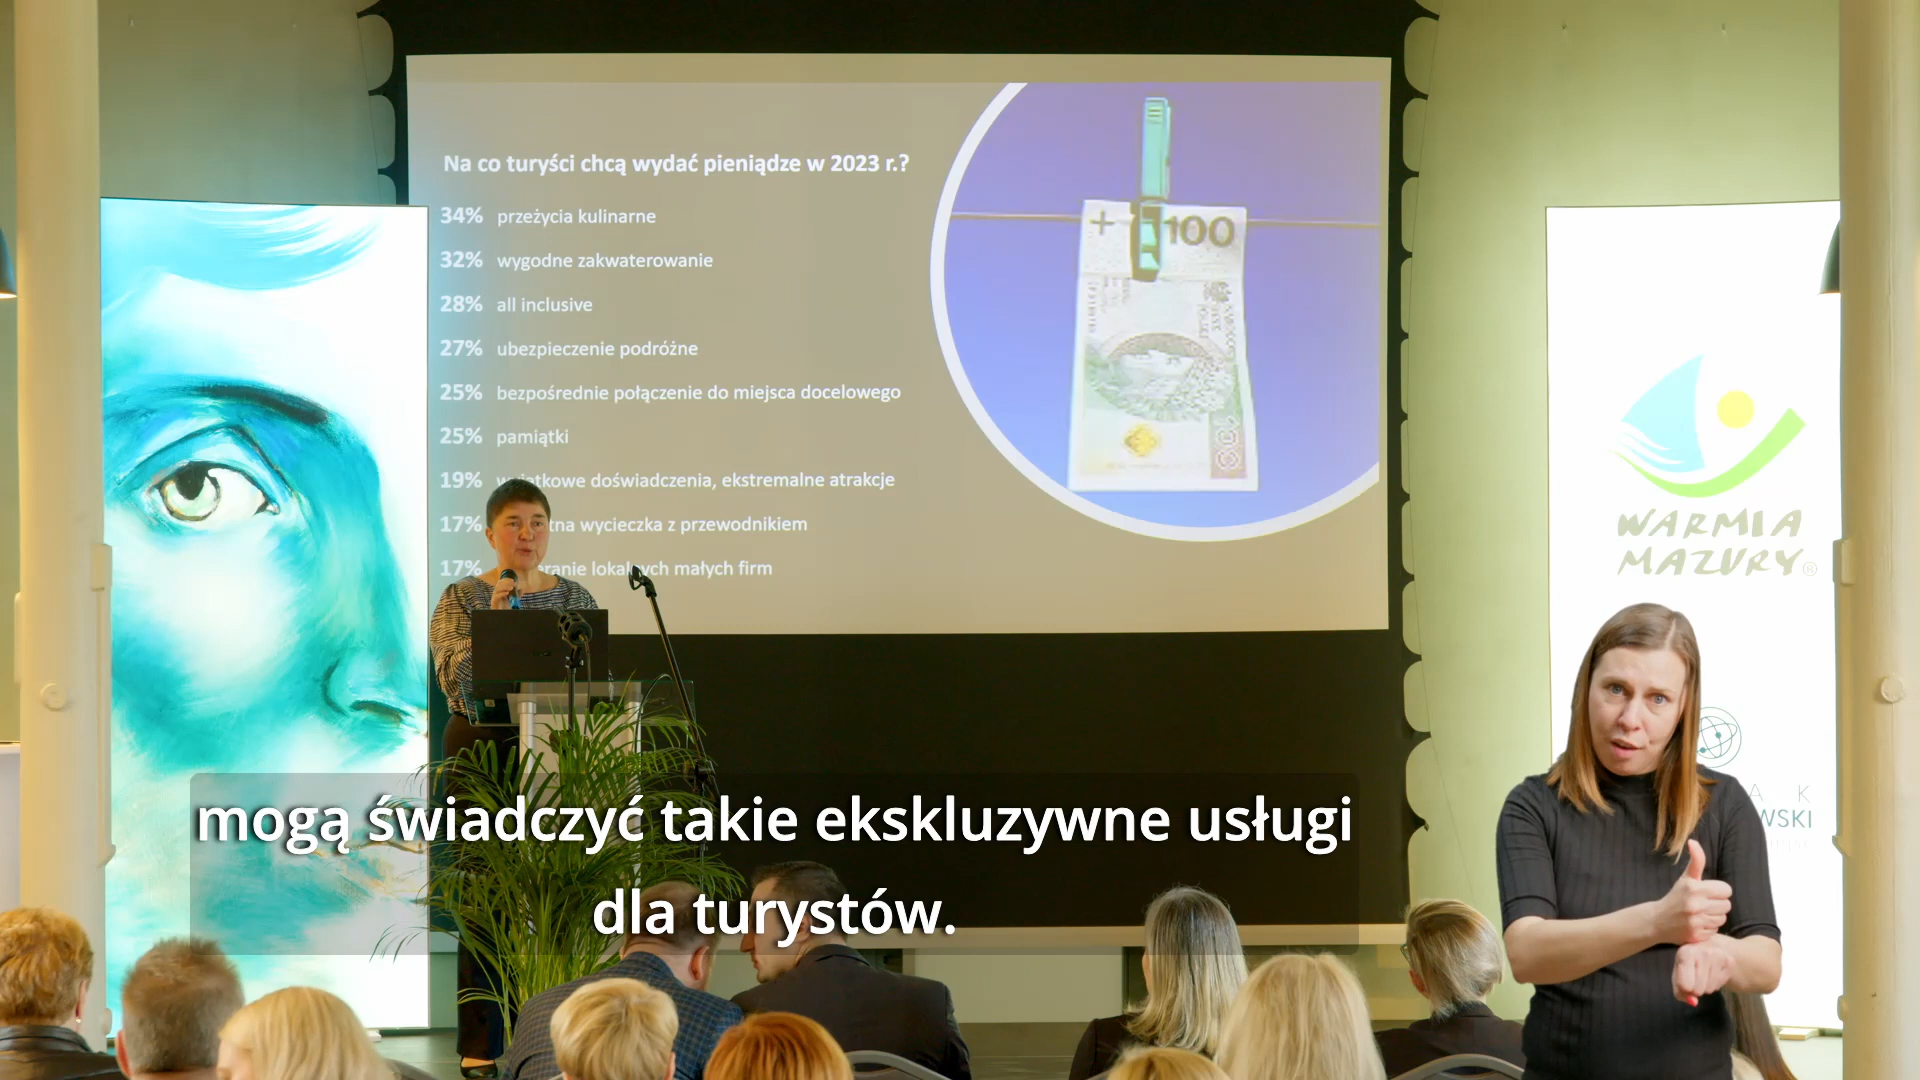 Na co turyści chcą wydać pieniądze w 2023 r.?
34% przeżycia kulinarne
32% wygodne zakwaterowanie
28% all inclusive
27% ubezpieczenie podróżne
25% bezpośrednie połączenie do miejsca docelowego
25% pamiątki
19% doświadczenia, ekstremalne atrakcje
17% wycieczka z przewodnikiem
17% małych firm
+ 100
100
WARMIA
MAZURY®
mogą świadczyć takie ekskluzywne usługi
dla turystów.